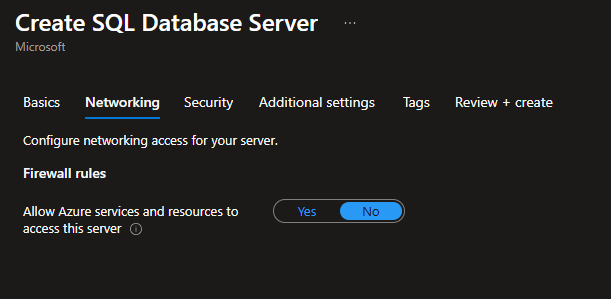 Create SQL Database Server ...
Microsoft
Basics Networking Security Additional settings Tags Review + create
Configure networking access for your server.
Firewall rules
Allow Azure services and resources to Yes No
access this server